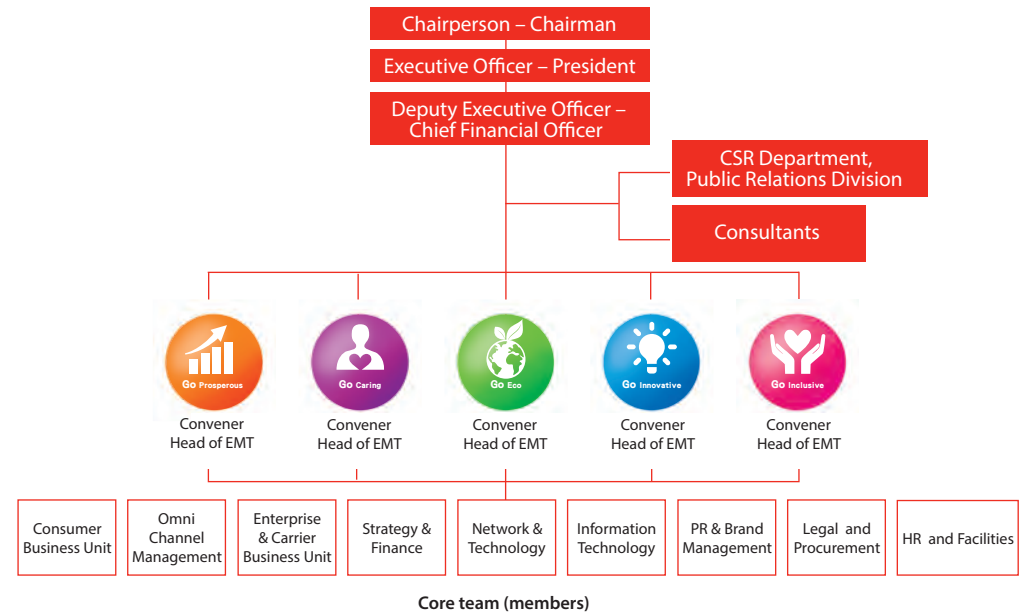 Chairperson – Chairman
Executive Officer – President
Deputy Executive Officer –
Chief Financial Officer
CSR Department,
Public Relations Division
Consultants
Go Prosperous
Go Caring
Go Eco
Go Innovative
Go Inclusive
Convener
Head of EMT
Convener
Head of EMT
Convener
Head of EMT
Convener
Head of EMT
Convener
Head of EMT
Consumer
Business Unit
Omni
Channel
Management
Enterprise
& Carrier
Business Unit
Strategy &
Finance
Network &
Technology
Information
Technology
PR & Brand
Management
Legal and
Procurement
HR and Facilities
Core team (members)